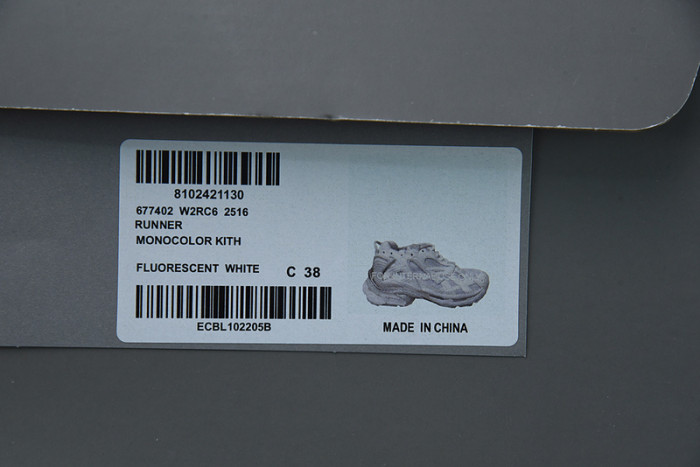 8102421130
677402 W2RC6 2516
RUNNER
MONOCOLOR KITH
FLUORESCENT WHITE C 38
ECBL102205B
MADE IN CHINA